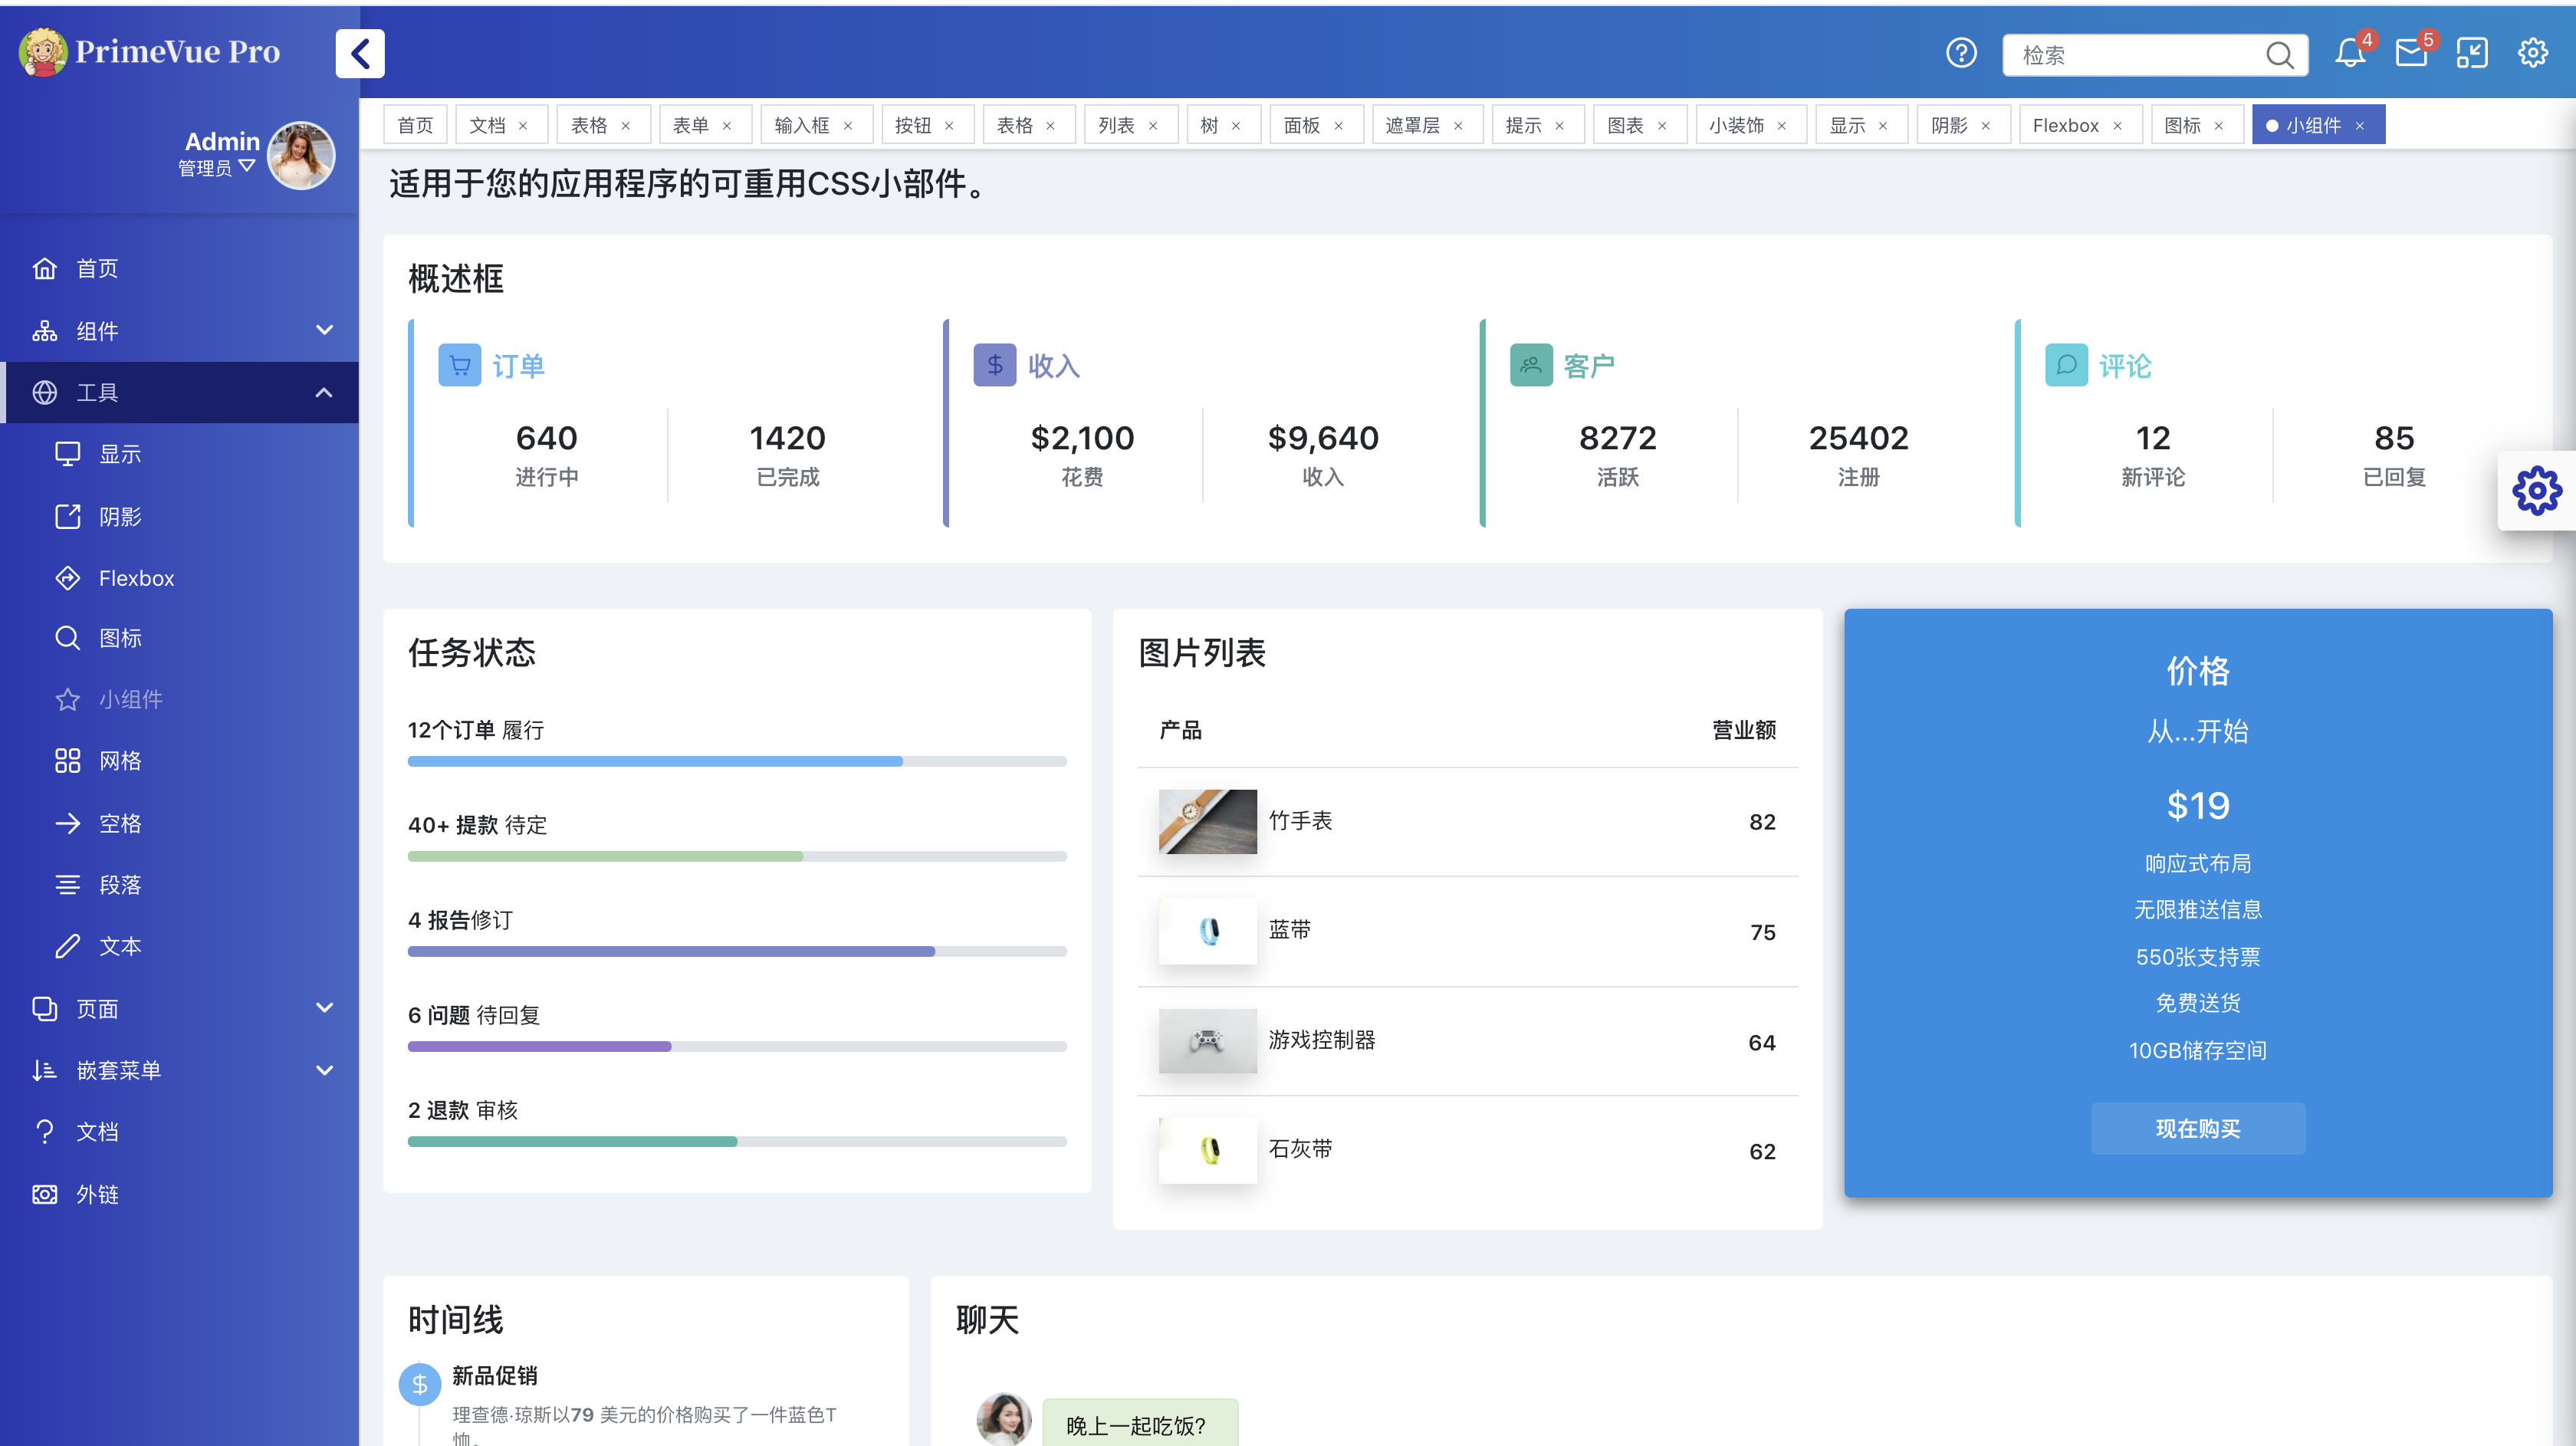 PrimeVue Pro
检索
4
5
Admin
管理员
首页
组件
工具
显示
阴影
Flexbox
图标
小组件
网格
空格
段落
文本
页面
嵌套菜单
文档
外链
首页 文档 × 表格 × 表单 × 输入框 × 按钮 × 表格 × 列表 × 树 × 面板 × 遮罩层 × 提示 × 图表 × 小装饰 × 显示 × 阴影 × Flexbox × 图标 × 小组件 ×
适用于您的应用程序的可重用CSS小部件。
概述框
订单
640 1420
进行中 已完成
收入
$2,100 $9,640
花费 收入
客户
8272 25402
活跃 注册
评论
12 85
新评论 已回复
任务状态
12个订单 履行
40+ 提款 待定
4 报告修订
6 问题 待回复
2 退款 审核
图片列表
产品 营业额
竹手表 82
蓝带 75
游戏控制器 64
石灰带 62
价格
从...开始
$19
响应式布局
无限推送信息
550张支持票
免费送货
10GB储存空间
现在购买
时间线
新品促销
理查德·琼斯以79 美元的价格购买了一件蓝色T
恤。
聊天
晚上一起吃饭?